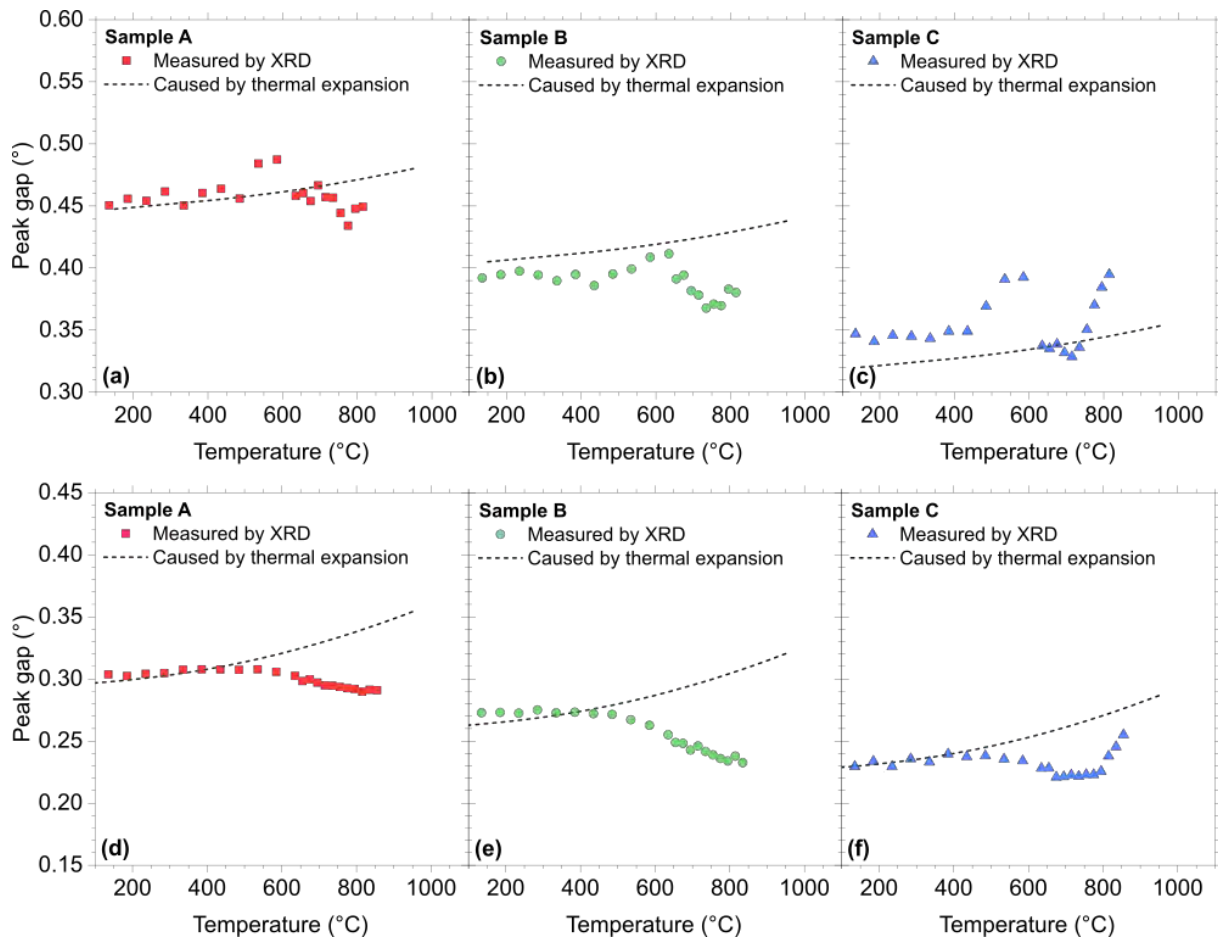 Sample A
Measured by XRD
Caused by thermal expansion
Sample B
Measured by XRD
Caused by thermal expansion
Sample C
Measured by XRD
Caused by thermal expansion
0.60
0.55
0.50
0.45
0.40
0.35
0.30
Peak gap (°)
(a)
(b)
(c)
200 400 600 800 1000
200 400 600 800 1000
200 400 600 800 1000
Temperature (°C)
Temperature (°C)
Temperature (°C)
Sample A
Measured by XRD
Caused by thermal expansion
Sample B
Measured by XRD
Caused by thermal expansion
Sample C
Measured by XRD
Caused by thermal expansion
0.45
0.40
0.35
0.30
0.25
0.20
0.15
Peak gap (°)
(d)
(e)
(f)
200 400 600 800 1000
200 400 600 800 1000
200 400 600 800 1000
Temperature (°C)
Temperature (°C)
Temperature (°C)